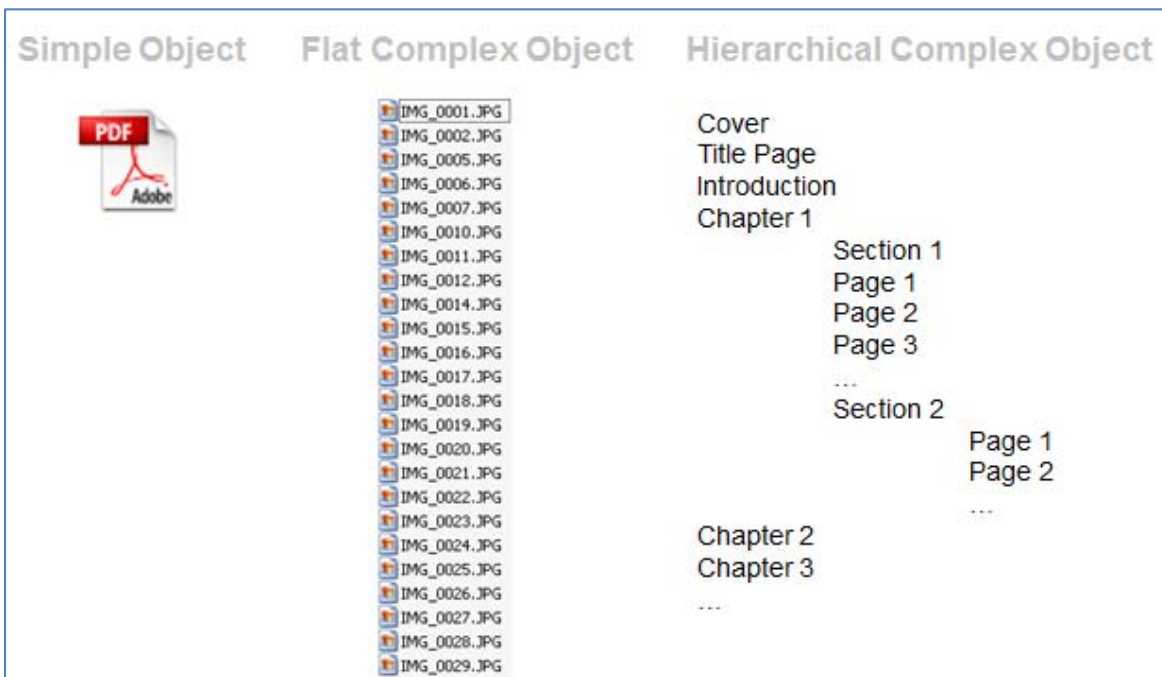 Simple Object
Flat Complex Object
Hierarchical Complex Object
PDF
Adobe
IMG_0001.JPG
IMG_0002.JPG
IMG_0005.JPG
IMG_0006.JPG
IMG_0007.JPG
IMG_0010.JPG
IMG_0011.JPG
IMG_0012.JPG
IMG_0014.JPG
IMG_0015.JPG
IMG_0016.JPG
IMG_0017.JPG
IMG_0018.JPG
IMG_0019.JPG
IMG_0020.JPG
IMG_0021.JPG
IMG_0022.JPG
IMG_0023.JPG
IMG_0024.JPG
IMG_0025.JPG
IMG_0026.JPG
IMG_0027.JPG
IMG_0028.JPG
IMG_0029.JPG
Cover
Title Page
Introduction
Chapter 1
Section 1
Page 1
Page 2
Page 3
...
Section 2
Page 1
Page 2
...
Chapter 2
Chapter 3
...